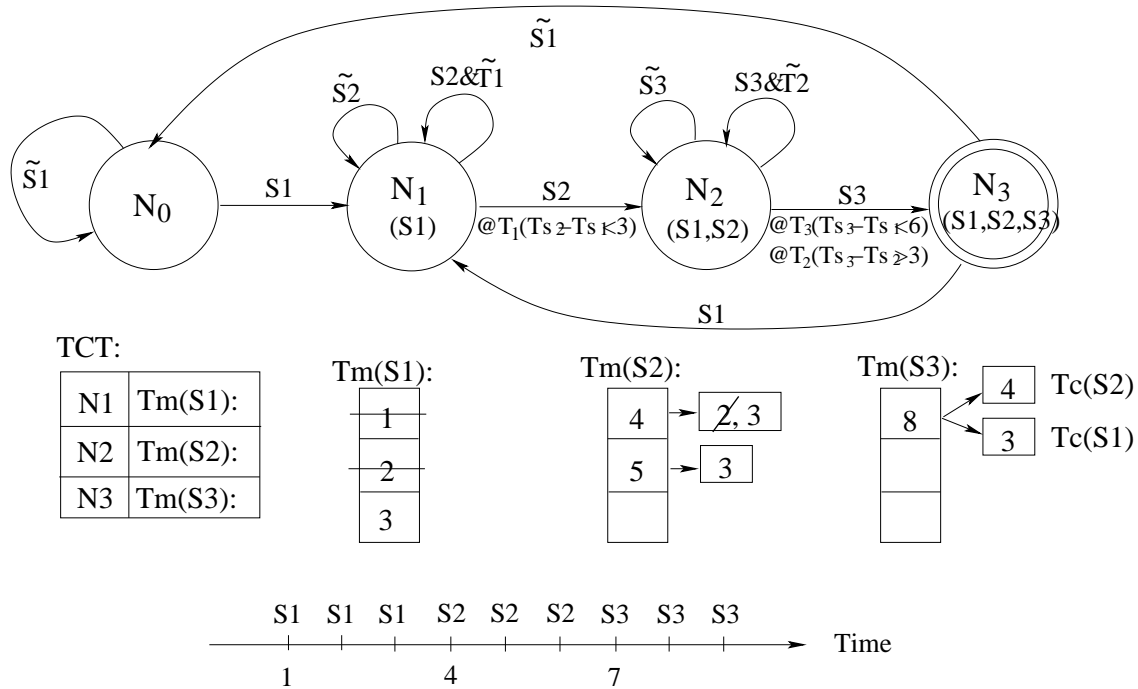 S̃1
S̃2
S2&T̃1
S̃3
S3&T̃2
S̃1
N0
S1
N1
(S1)
S2
@T1(Ts2-Ts1<3)
N2
(S1,S2)
S3
@T3(Ts3-Ts1<6)
@T2(Ts3-Ts2>3)
N3
(S1,S2,S3)
S1
TCT:
N1 Tm(S1):
N2 Tm(S2):
N3 Tm(S3):
Tm(S1):
1
2
3
Tm(S2):
4 2, 3
5 3
Tm(S3):
8
4 Tc(S2)
3 Tc(S1)
S1 S1 S1 S2 S2 S2 S3 S3 S3
Time
1 4 7